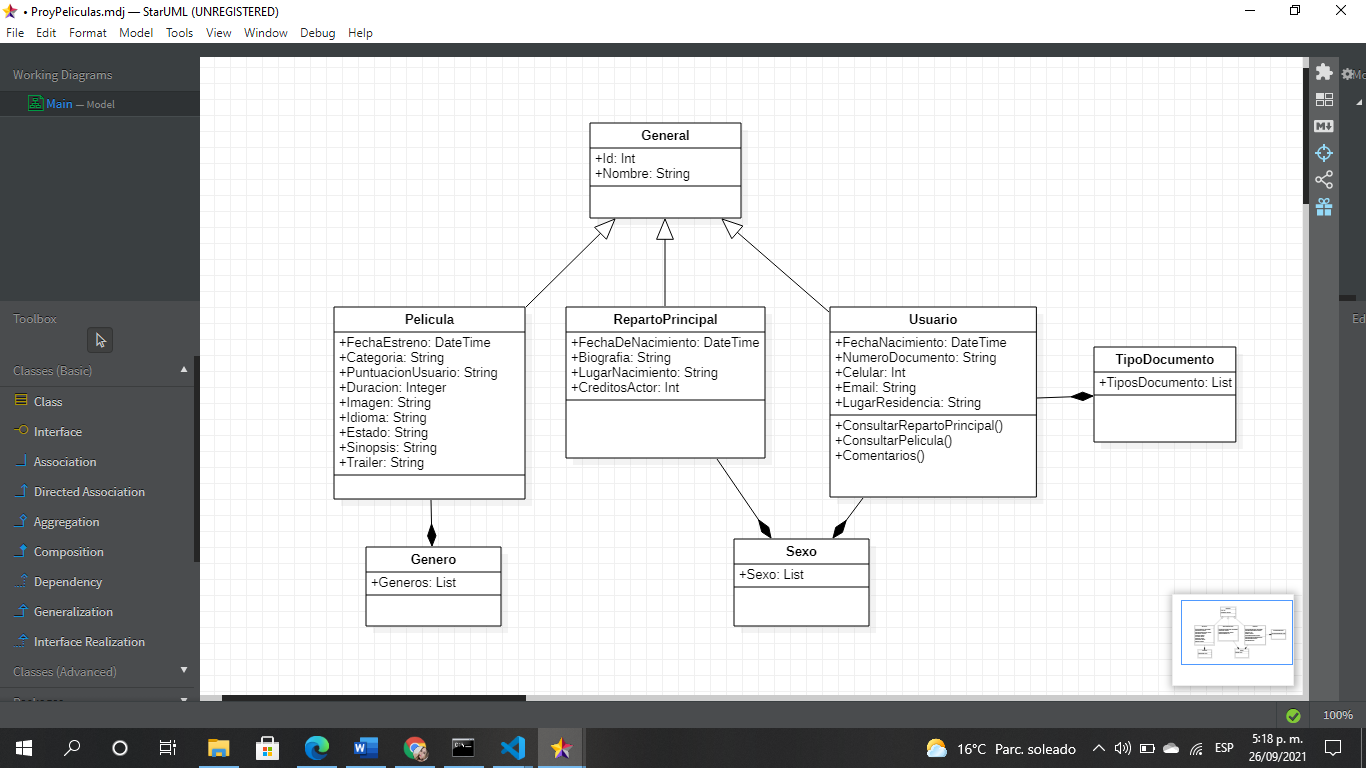 • ProyPeliculas.mdj — StarUML (UNREGISTERED)
File Edit Format Model Tools View Window Debug Help
Working Diagrams
Main — Model
Toolbox
Classes (Basic)
Class
Interface
Association
Directed Association
Aggregation
Composition
Dependency
Generalization
Interface Realization
Classes (Advanced)
General
+Id: Int
+Nombre: String
Pelicula
+FechaEstreno: DateTime
+Categoria: String
+PuntuacionUsuario: String
+Duracion: Integer
+Imagen: String
+Idioma: String
+Estado: String
+Sinopsis: String
+Trailer: String
RepartoPrincipal
+FechaDeNacimiento: DateTime
+Biografia: String
+LugarNacimiento: String
+CreditosActor: Int
Usuario
+FechaNacimiento: DateTime
+NumeroDocumento: String
+Celular: Int
+Email: String
+LugarResidencia: String
+ConsultarRepartoPrincipal()
+ConsultarPelicula()
+Comentarios()
TipoDocumento
+TiposDocumento: List
Genero
+Generos: List
Sexo
+Sexo: List
M
Mo
Ed
100%
16°C Parc. soleado
ESP
5:18 p. m.
26/09/2021